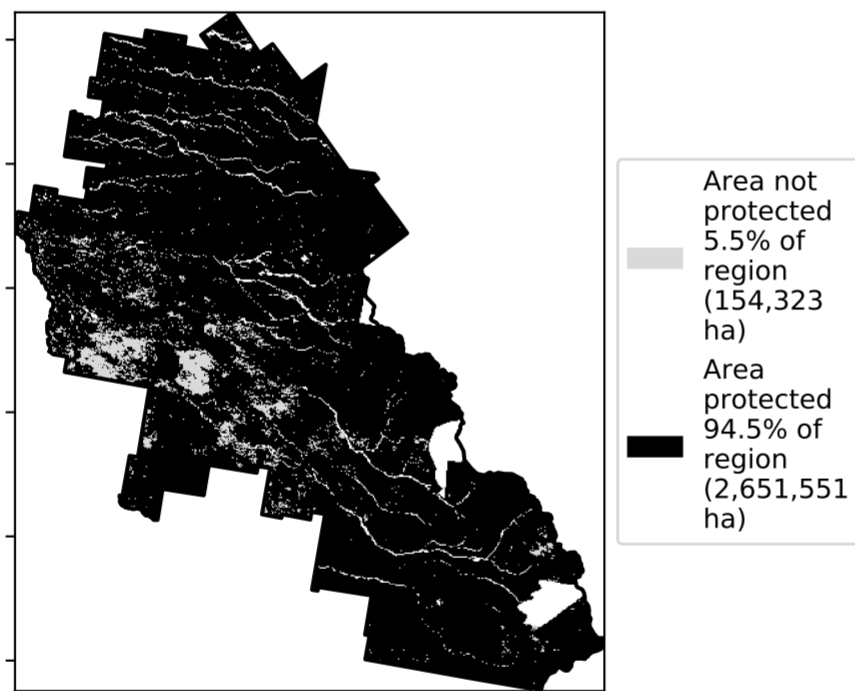 Area not
protected
5.5% of
region
(154,323
ha)
Area
protected
94.5% of
region
(2,651,551
ha)